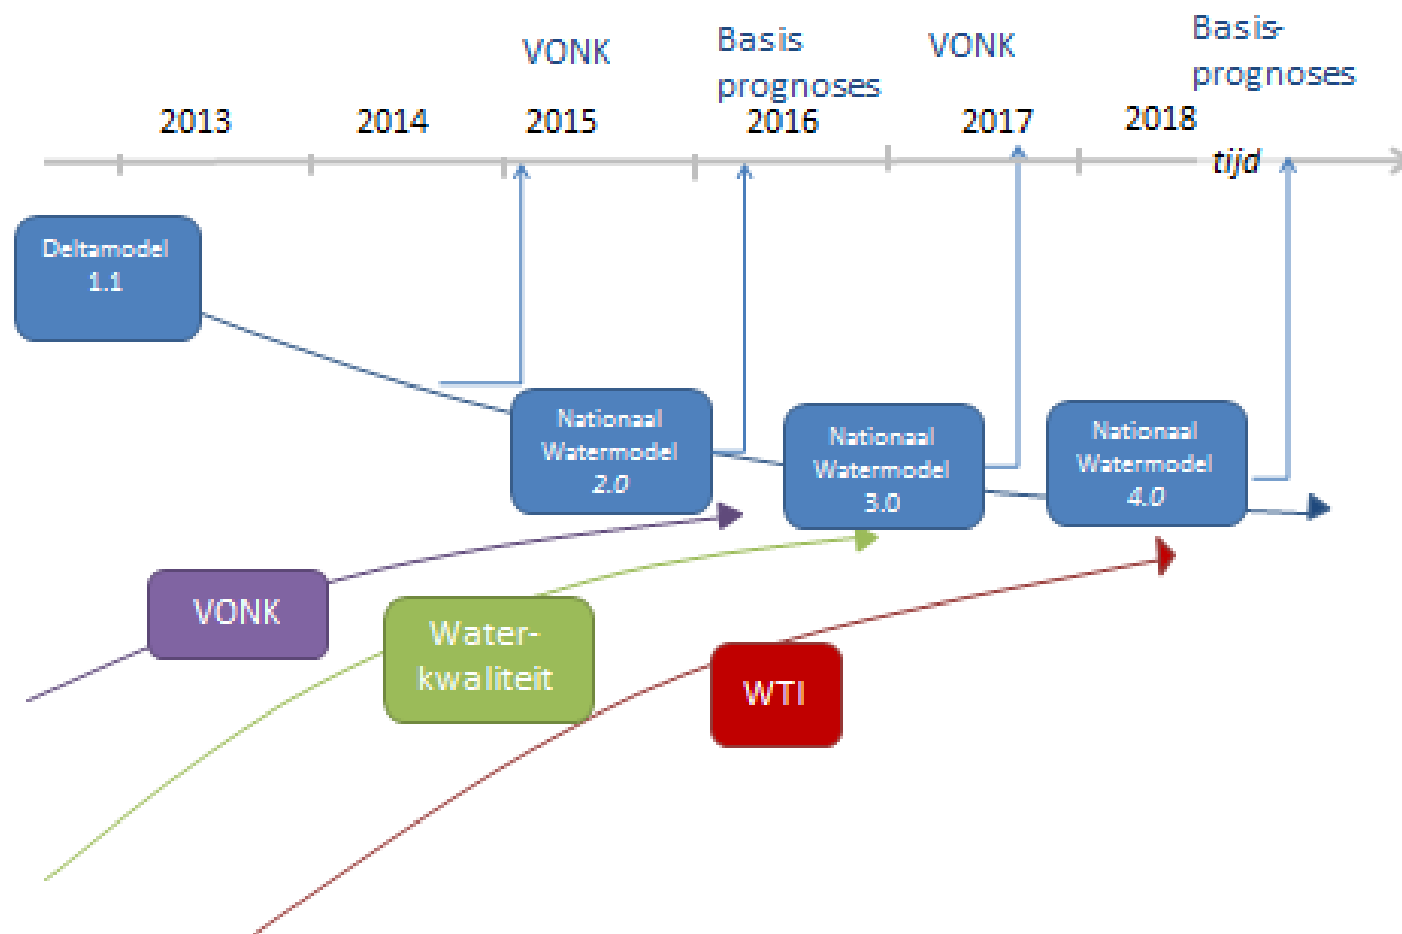 VONK
Basis
prognoses
VONK
Basis-
prognoses
2013
2014
2015
2016
2017
2018
tijd
Deltamodel
1.1
Nationaal
Watermodel
2.0
Nationaal
Watermodel
3.0
Nationaal
Watermodel
4.0
VONK
Water-
kwaliteit
WTI